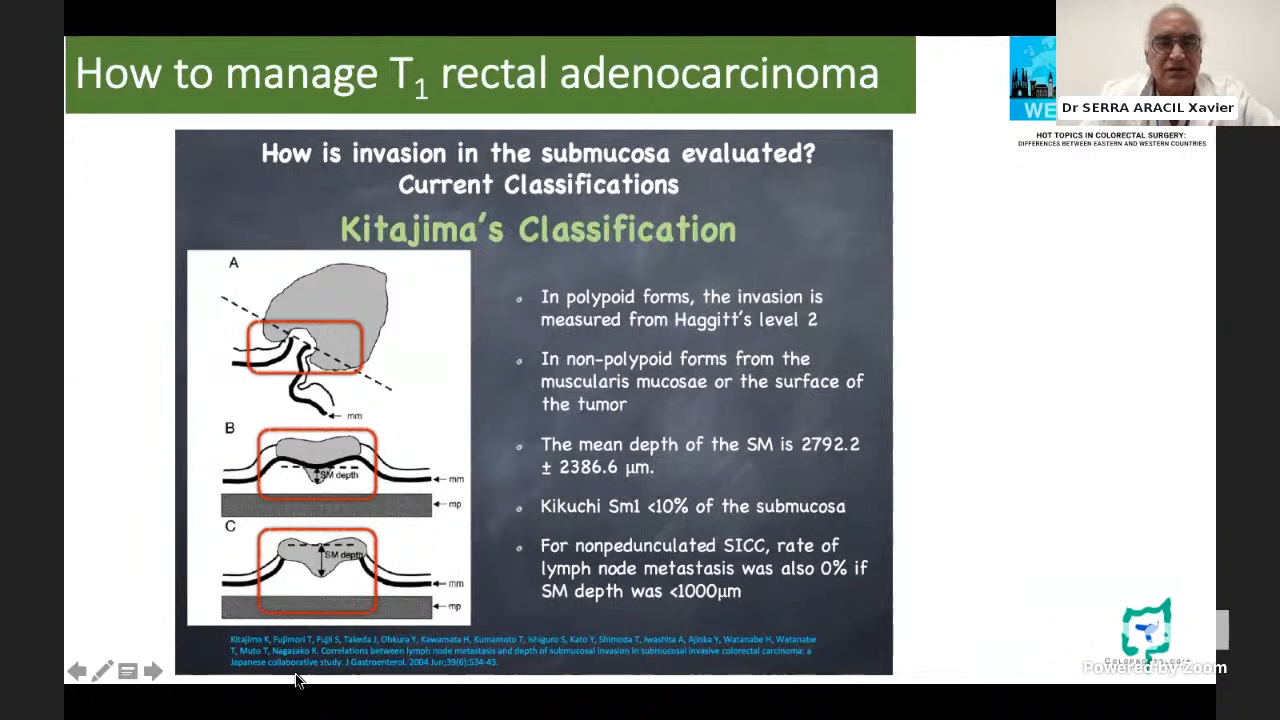 How to manage T1 rectal adenocarcinoma
WE
Dr SERRA ARACIL Xavier
HOT TOPICS IN COLORECTAL SURGERY:
DIFFERENCES BETWEEN EASTERN AND WESTERN COUNTRIES
How is invasion in the submucosa evaluated?
Current Classifications
Kitajima's Classification
A
mm
B
SM depth
mm
mp
C
SM depth
mm
mp
In polypoid forms, the invasion is
measured from Haggitt's level 2
In non-polypoid forms from the
muscularis mucosae or the surface of
the tumor
The mean depth of the SM is 2792.2
± 2386.6 μm.
Kikuchi Sm1 <10% of the submucosa
For nonpedunculated SICC, rate of
lymph node metastasis was also 0% if
SM depth was <1000μm
Kitajima K, Fujimori T, Fujii S, Takeda J, Ohkura Y, Kawamata H, Kumamoto T, Ishiguro S, Kato Y, Shimoda T, Iwashita A, Ajioka Y, Watanabe H, Watanabe
T, Muto T, Nagasako K. Correlations between lymph node metastasis and depth of submucosal invasion in submucosal invasive colorectal carcinoma: a
Japanese collaborative study. J Gastroenterol. 2004 Jun;39(6):534-43.
Powered by Zoom